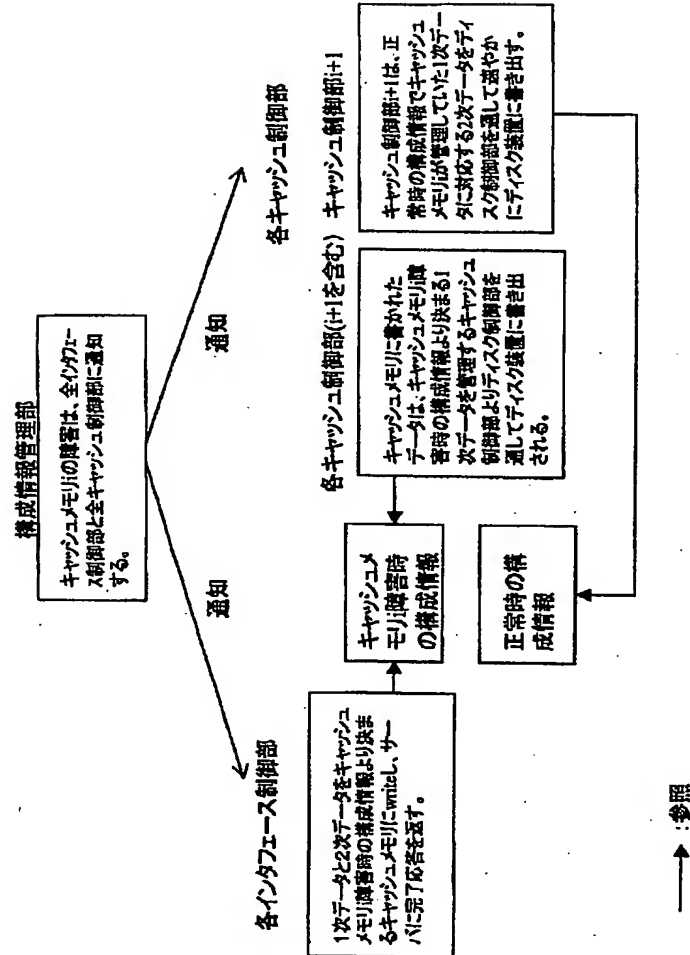 構成情報管理部
キャッシュメモリiの障害は、全インタフェー
ス制御部と全キャッシュ制御部に通知
する。
通知
通知
各インタフェース制御部
1次データと2次データをキャッシュ
メモリi障害時の構成情報より決ま
るキャッシュメモリにwriteし、サー
バに完了応答を返す。
キャッシュメ
モリi障害時
の構成情報
正常時の構
成情報
各キャッシュ制御部(i+1を含む)
キャッシュメモリに書かれた
データは、キャッシュメモリi障
害時の構成情報より決まる1
次データを管理するキャッシュ
制御部よりディスク制御部を
通してディスク装置に書き出
される。
各キャッシュ制御部
キャッシュ制御部i+1
キャッシュ制御部i+1は、正
常時の構成情報でキャッシュ
メモリiが管理していた1次デー
タに対応する2次データをディ
スク制御部を通して速やか
にディスク装置に書き出す。
:参照